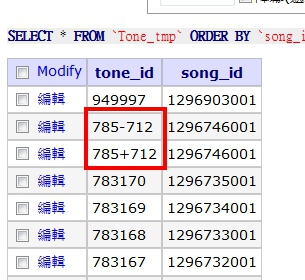 SELECT * FROM `Tone_tmp` ORDER BY `song_i
Modify tone_id song_id
編輯 949997 1296903001
編輯 785-712 1296746001
編輯 785+712 1296746001
編輯 783170 1296735001
編輯 783169 1296734001
編輯 783168 1296733001
編輯 783167 1296732001